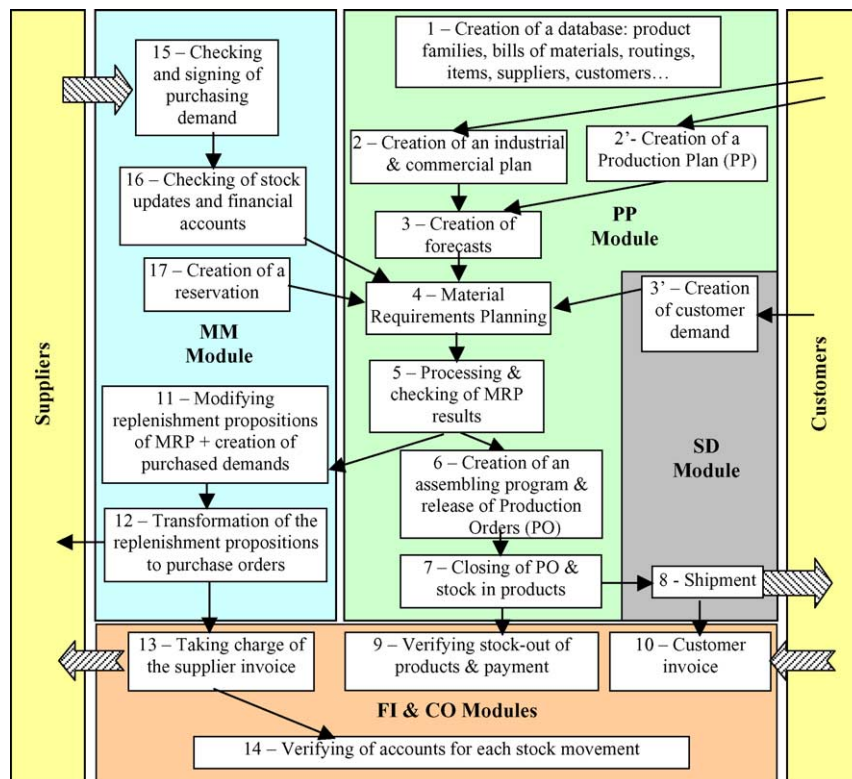 Suppliers
15 – Checking
and signing of
purchasing
demand
16 – Checking of stock
updates and financial
accounts
17 – Creation of a
reservation
MM
Module
11 – Modifying
replenishment propositions
of MRP + creation of
purchased demands
12 – Transformation of the
replenishment propositions
to purchase orders
1 – Creation of a database: product
families, bills of materials, routings,
items, suppliers, customers…
2 – Creation of an industrial
& commercial plan
2’- Creation of a
Production Plan (PP)
3 – Creation of
forecasts
PP
Module
4 – Material
Requirements Planning
5 – Processing &
checking of MRP
results
6 – Creation of an
assembling program &
release of Production
Orders (PO)
7 – Closing of PO &
stock in products
3’ – Creation
of customer
demand
SD
Module
8 - Shipment
Customers
13 – Taking charge
of the supplier invoice
9 – Verifying stock-out of
products & payment
10 – Customer
invoice
FI & CO Modules
14 – Verifying of accounts for each stock movement